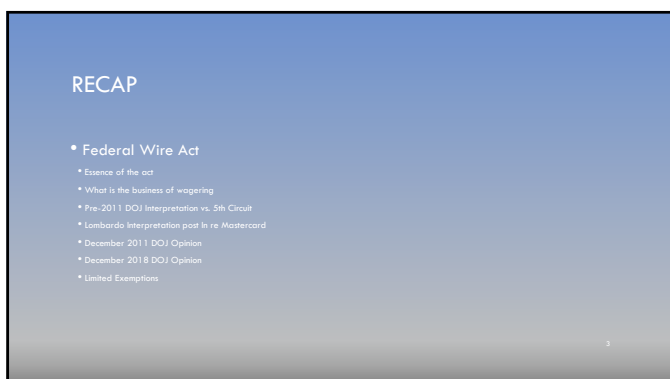 RECAP
• Federal Wire Act
• Essence of the act
• What is the business of wagering
• Pre-2011 DOJ Interpretation vs. 5th Circuit
• Lombardo Interpretation post In re Mastercard
• December 2011 DOJ Opinion
• December 2018 DOJ Opinion
• Limited Exemptions
3